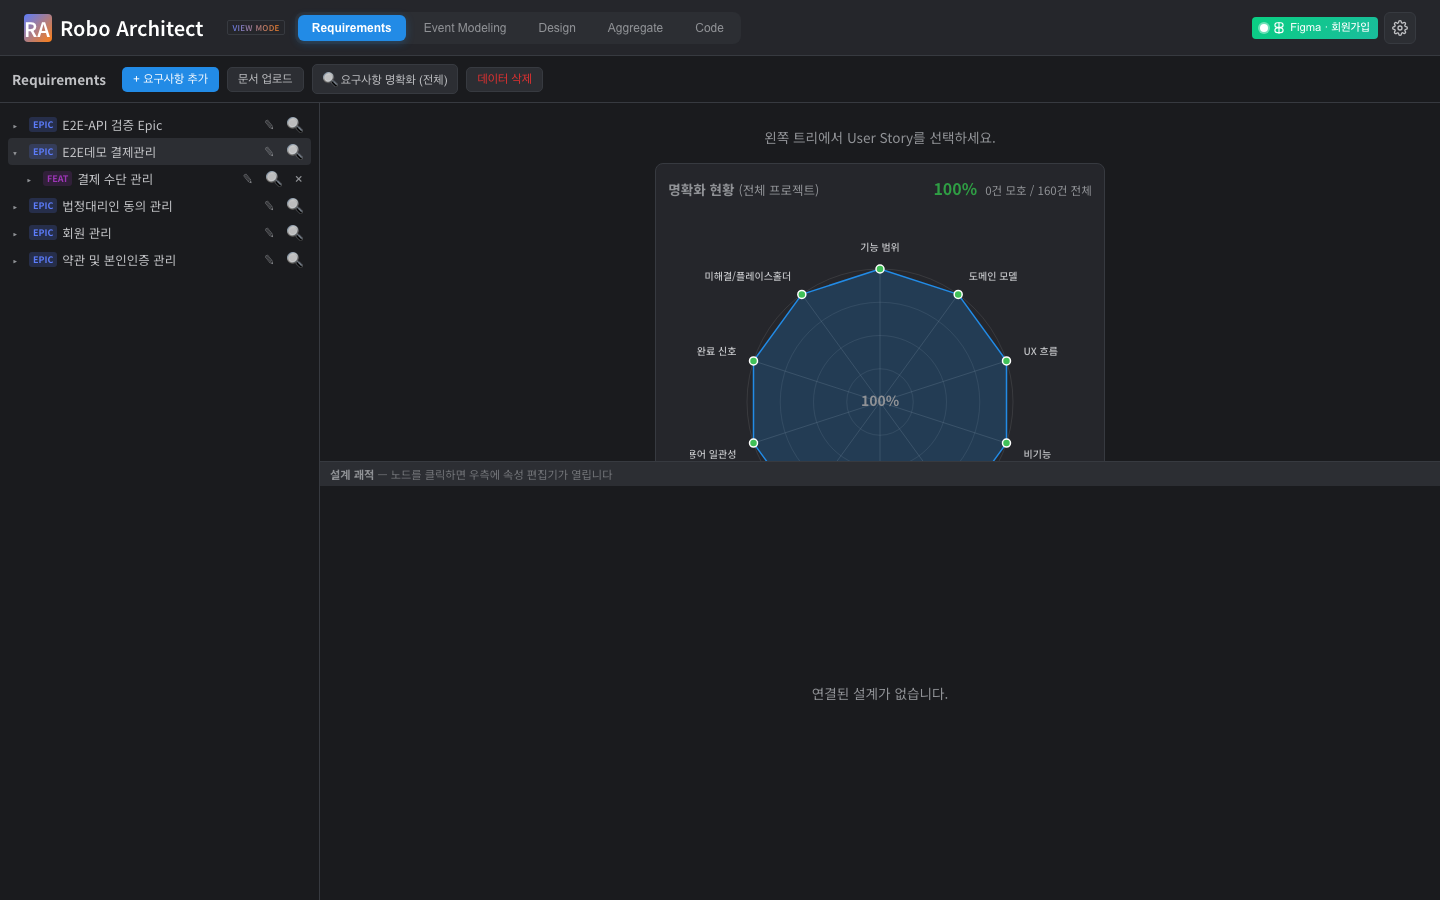 RA Robo Architect VIEW MODE Requirements Event Modeling Design Aggregate Code Figma · 회원가입
Requirements + 요구사항 추가 문서 업로드 요구사항 명확화 (전체) 데이터 삭제
EPIC E2E-API 검증 Epic
EPIC E2E데모 결제관리
FEAT 결제 수단 관리 ×
EPIC 법정대리인 동의 관리
EPIC 회원 관리
EPIC 약관 및 본인인증 관리
왼쪽 트리에서 User Story를 선택하세요.
명확화 현황 (전체 프로젝트) 100% 0건 모호 / 160건 전체
기능 범위
미해결/플레이스홀더 도메인 모델
완료 신호 UX 흐름
100%
용어 일관성 비기능
설계 궤적 — 노드를 클릭하면 우측에 속성 편집기가 열립니다
연결된 설계가 없습니다.